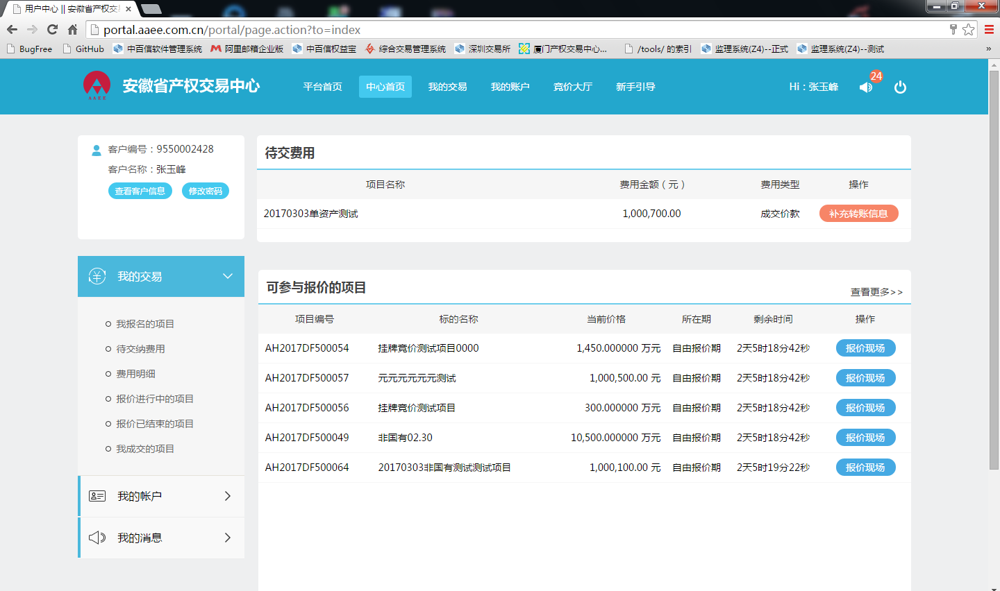 用户中心 || 安徽省产权交
portal.aaee.com.cn/portal/page.action?to=index
BugFree GitHub 中百信软件管理系统 阿里邮箱企业版 中百信权益宝 综合交易管理系统 深圳交易所 厦门产权交易中心... /tools/ 的索引 监理系统(Z4)--正式 监理系统(Z4)--测试 »
AAEE 安徽省产权交易中心 平台首页 中心首页 我的交易 我的账户 竞价大厅 新手引导 Hi：张玉峰 24
客户编号：9550002428
客户名称：张玉峰
查看客户信息 修改密码
我的交易
我报名的项目
待交纳费用
费用明细
报价进行中的项目
报价已结束的项目
我成交的项目
我的帐户
我的消息
待交费用
项目名称 费用金额（元） 费用类型 操作
20170303单资产测试 1,000,700.00 成交价款 补充转账信息
可参与报价的项目 查看更多>>
项目编号 标的名称 当前价格 所在期 剩余时间 操作
AH2017DF500054 挂牌竞价测试项目0000 1,450.000000 万元 自由报价期 2天5时18分42秒 报价现场
AH2017DF500057 元元元元元元测试 1,000,500.00 元 自由报价期 2天5时18分42秒 报价现场
AH2017DF500056 挂牌竞价测试项目 300.000000 万元 自由报价期 2天5时18分42秒 报价现场
AH2017DF500049 非国有02.30 10,500.000000 万元 自由报价期 2天5时18分42秒 报价现场
AH2017DF500064 20170303非国有测试测试项目 1,000,100.00 元 自由报价期 2天5时19分22秒 报价现场